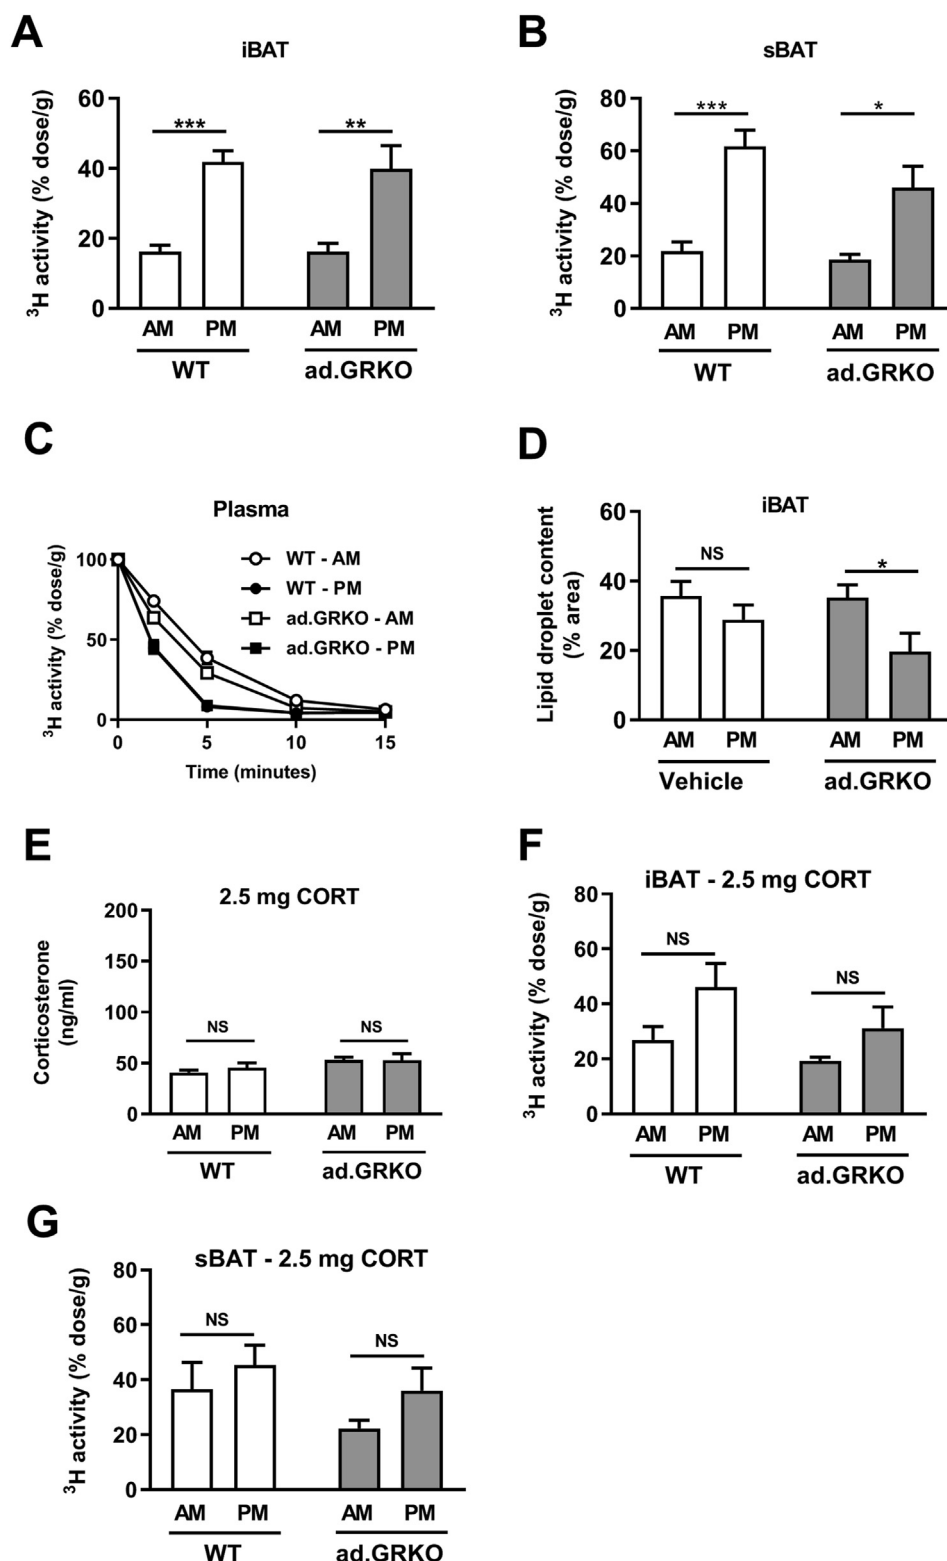 A
iBAT
³H activity (% dose/g)
60
40
20
0
***
**
AM PM AM PM
WT ad.GRKO
B
sBAT
³H activity (% dose/g)
80
60
40
20
0
***
*
AM PM AM PM
WT ad.GRKO
C
Plasma
³H activity (% dose/g)
100
50
0
WT - AM
WT - PM
ad.GRKO - AM
ad.GRKO - PM
0 5 10 15
Time (minutes)
D
iBAT
Lipid droplet content
(% area)
60
40
20
0
NS
*
AM PM AM PM
Vehicle ad.GRKO
E
2.5 mg CORT
Corticosterone
(ng/ml)
200
150
100
50
0
NS NS
AM PM AM PM
WT ad.GRKO
F
iBAT - 2.5 mg CORT
³H activity (% dose/g)
80
60
40
20
0
NS
NS
AM PM AM PM
WT ad.GRKO
G
sBAT - 2.5 mg CORT
³H activity (% dose/g)
80
60
40
20
0
NS
NS
AM PM AM PM
WT ad.GRKO